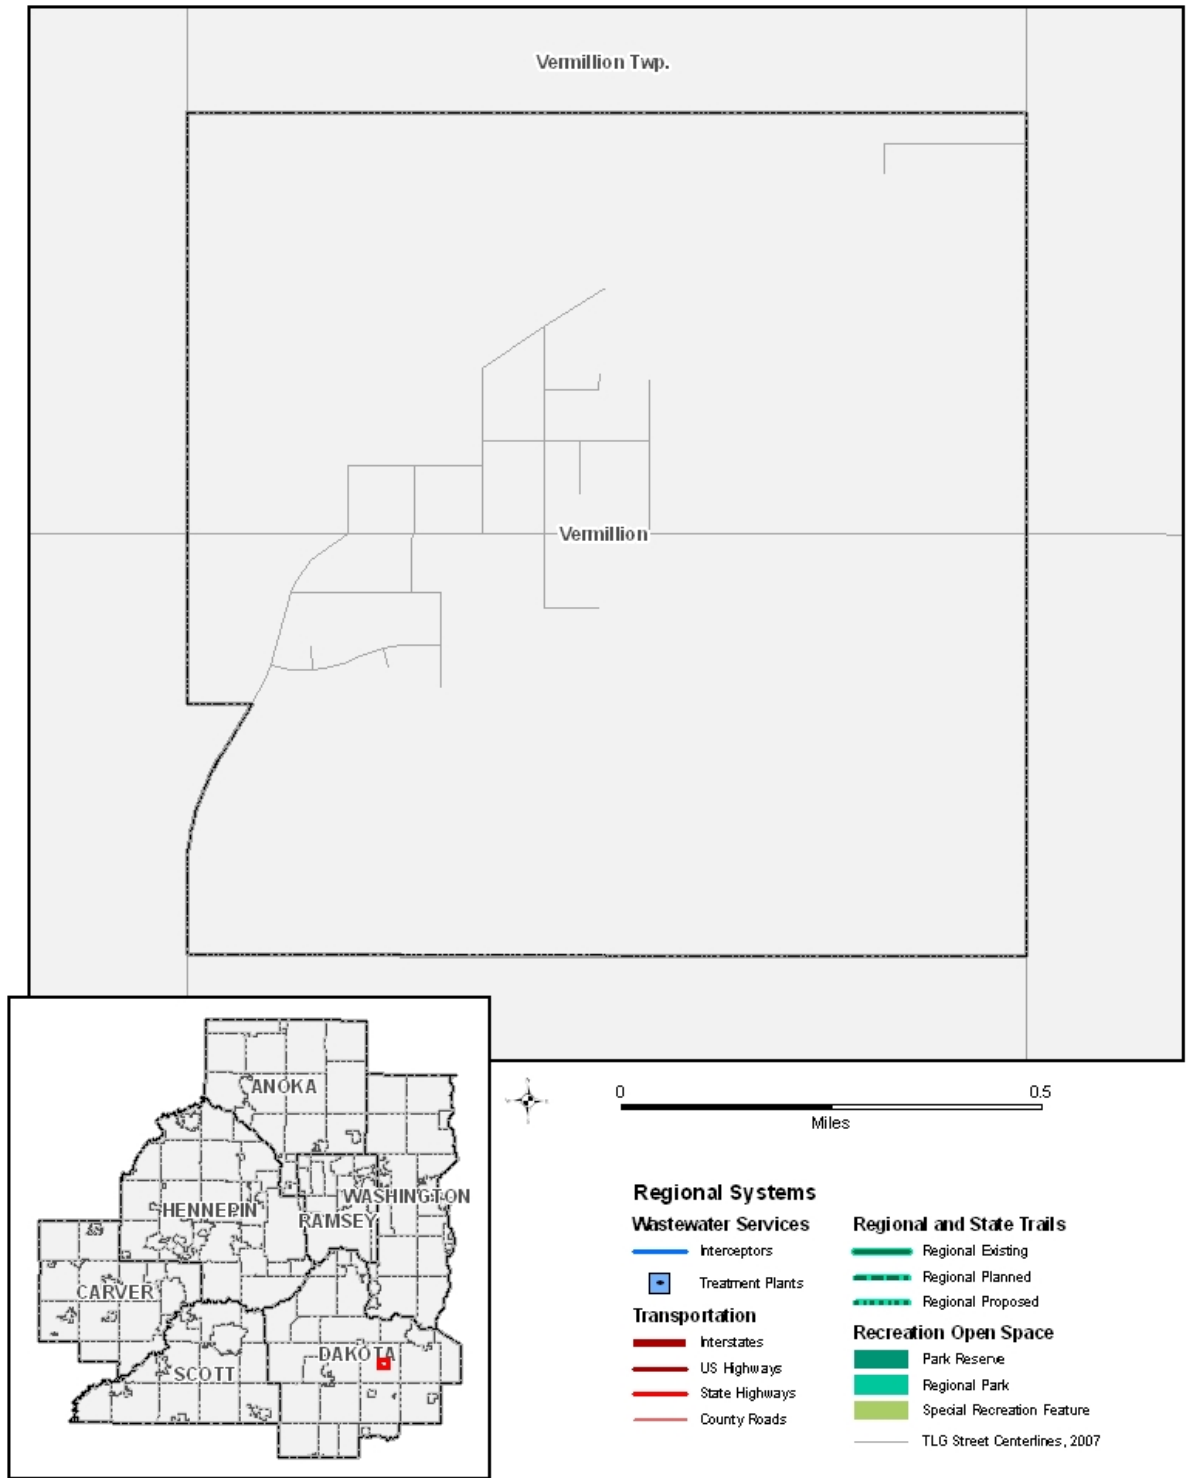 Vermillion Twp.
Vermillion
ANOKA
WASHINGTON
HENNEPIN
RAMSEY
CARVER
DAKOTA
SCOTT
0 0.5
Miles
Regional Systems
Wastewater Services
Interceptors
Treatment Plants
Transportation
Interstates
US Highways
State Highways
County Roads
Regional and State Trails
Regional Existing
Regional Planned
Regional Proposed
Recreation Open Space
Park Reserve
Regional Park
Special Recreation Feature
TLG Street Centerlines, 2007